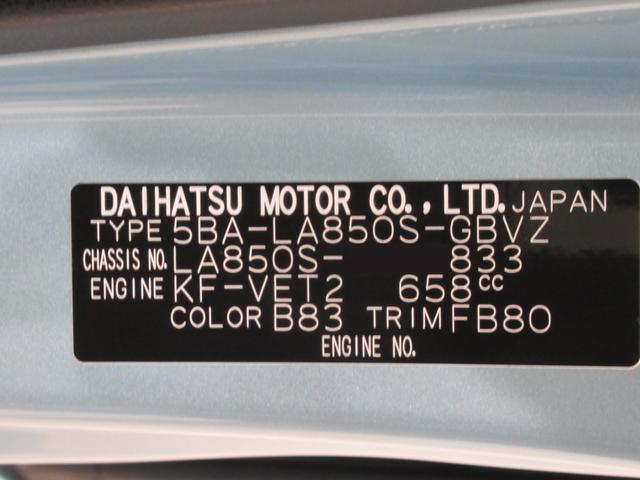 DAIHATSU MOTOR CO., LTD. JAPAN
TYPE 5BA-LA850S-GBVZ
CHASSIS NO. LA850S- 833
ENGINE KF-VET2 658cc
COLOR B83 TRIM FB80
ENGINE NO.